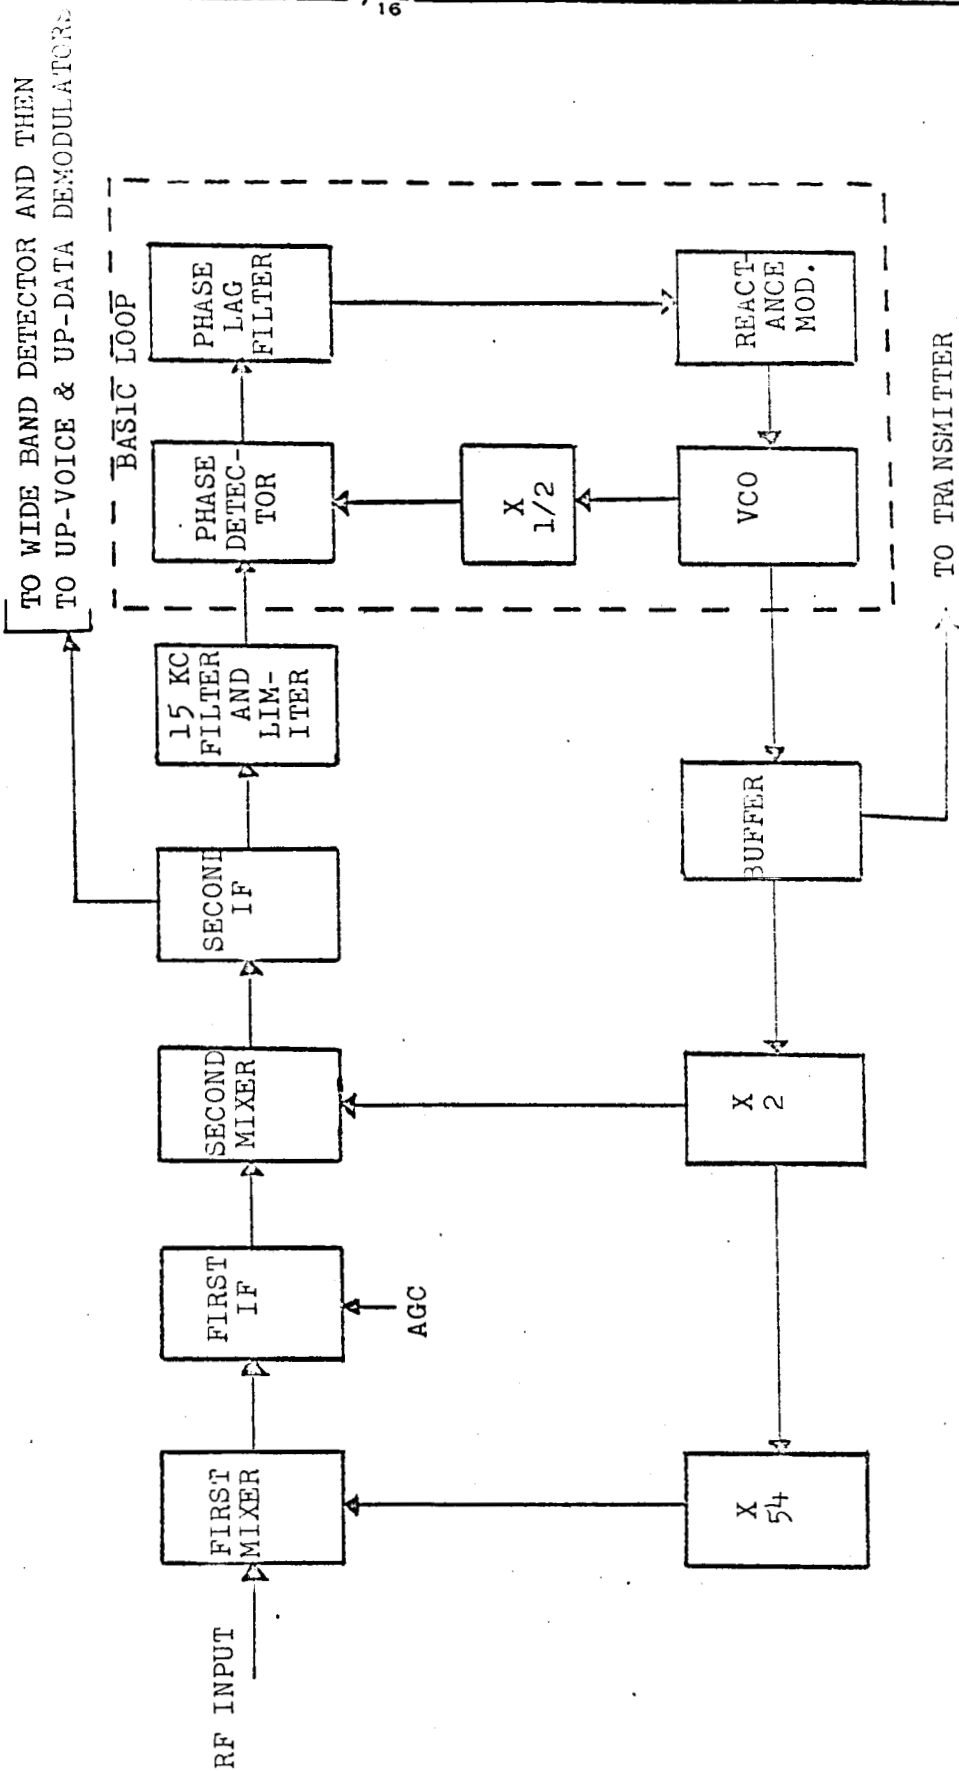 16
TO WIDE BAND DETECTOR AND THEN
TO UP-VOICE & UP-DATA DEMODULATORS
BASIC LOOP
RF INPUT
FIRST
MIXER
FIRST
IF
AGC
SECOND
MIXER
SECOND
IF
15 KC
FILTER
AND
LIM-
ITER
PHASE
DETEC-
TOR
PHASE
LAG
FILTER
X
54
X
2
BUFFER
VCO
X
1/2
REACT-
ANCE
MOD.
TO TRANSMITTER